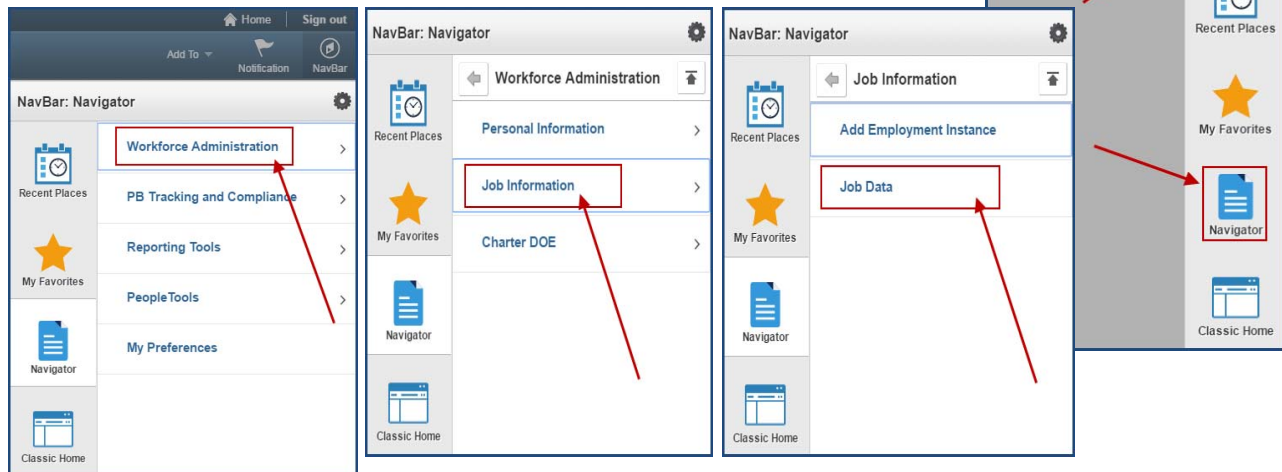 Home | Sign out
Add To
Notification
NavBar
NavBar: Navigator
Recent Places
My Favorites
Navigator
Classic Home
Workforce Administration
PB Tracking and Compliance
Reporting Tools
PeopleTools
My Preferences
NavBar: Navigator
Recent Places
My Favorites
Navigator
Classic Home
Workforce Administration
Personal Information
Job Information
Charter DOE
NavBar: Navigator
Recent Places
My Favorites
Navigator
Classic Home
Job Information
Add Employment Instance
Job Data
Recent Places
My Favorites
Navigator
Classic Home